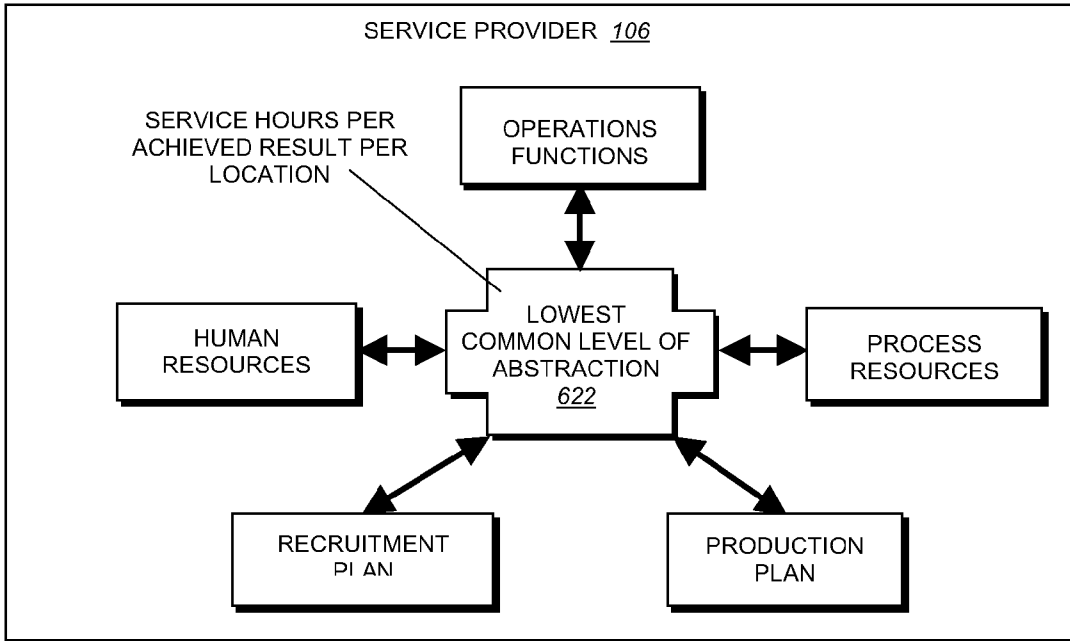 SERVICE PROVIDER 106
SERVICE HOURS PER
ACHIEVED RESULT PER
LOCATION
OPERATIONS
FUNCTIONS
HUMAN
RESOURCES
LOWEST
COMMON LEVEL OF
ABSTRACTION
622
PROCESS
RESOURCES
RECRUITMENT
PLAN
PRODUCTION
PLAN